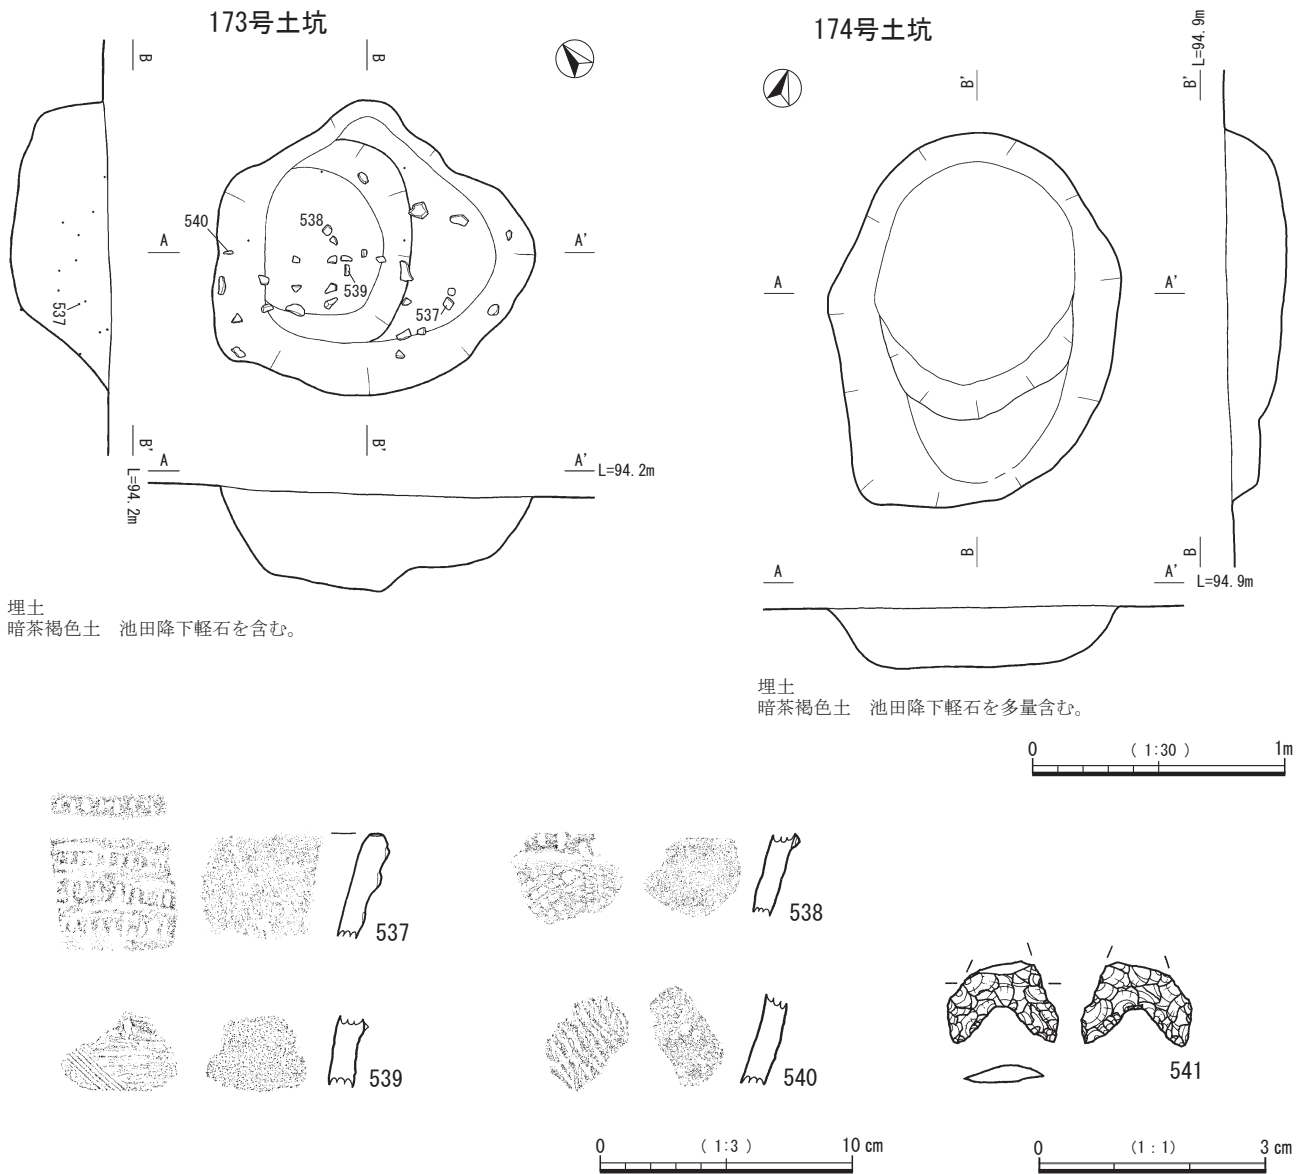 173号土坑
B
B
540
538
A
A'
537
539
537
B'
B'
A
A' L=94.2m
L=94.2m
埋土
暗茶褐色土　池田降下軽石を含む。
174号土坑
B'
B' L=94.9m
A
A'
B
B
L=94.9m
A
A'
埋土
暗茶褐色土　池田降下軽石を多量含む。
0 (1:30) 1m
537
538
539
540
541
0 (1:3) 10 cm
0 (1:1) 3 cm